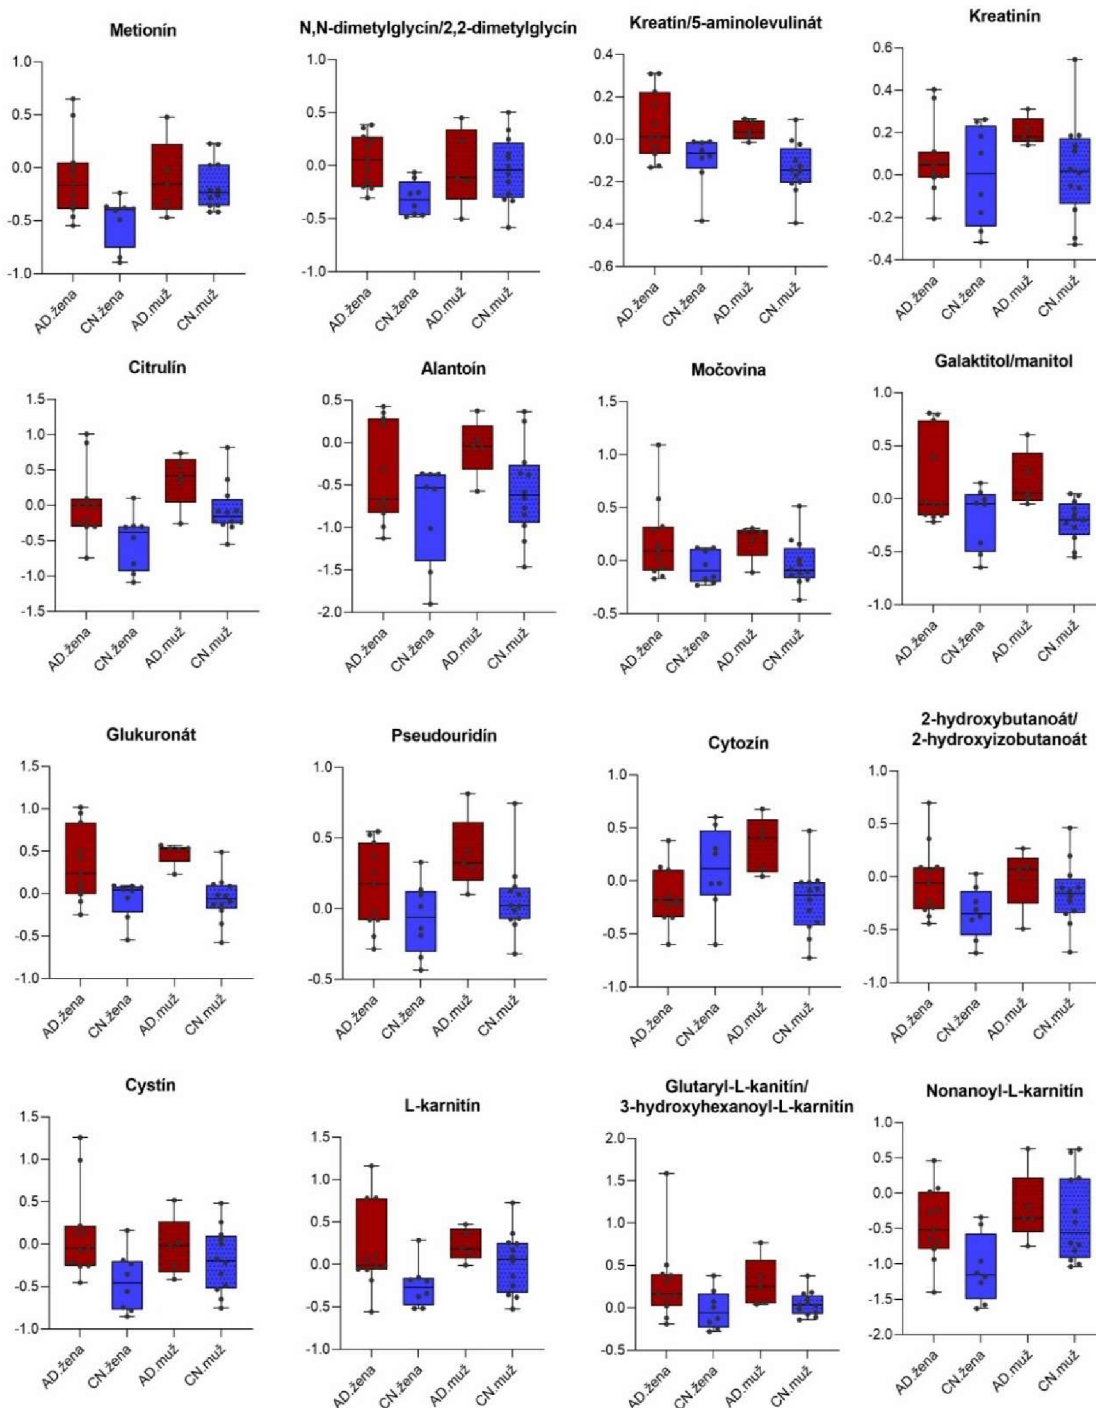 Metionín
1.0
0.5
0.0
-0.5
-1.0
AD.žena
CN.žena
AD.muž
CN.muž
N,N-dimetylglycín/2,2-dimetylglycín
1.0
0.5
0.0
-0.5
-1.0
AD.žena
CN.žena
AD.muž
CN.muž
Kreatín/5-aminolevulinát
0.4
0.2
0.0
-0.2
-0.4
-0.6
AD.žena
CN.žena
AD.muž
CN.muž
Kreatinín
0.6
0.4
0.2
0.0
-0.2
-0.4
AD.žena
CN.žena
AD.muž
CN.muž
Citrulín
1.5
1.0
0.5
0.0
-0.5
-1.0
-1.5
AD.žena
CN.žena
AD.muž
CN.muž
Alantoín
0.5
0.0
-0.5
-1.0
-1.5
-2.0
AD.žena
CN.žena
AD.muž
CN.muž
Močovina
1.5
1.0
0.5
0.0
-0.5
AD.žena
CN.žena
AD.muž
CN.muž
Galaktitol/manitol
1.0
0.5
0.0
-0.5
-1.0
AD.žena
CN.žena
AD.muž
CN.muž
Glukuronát
1.5
1.0
0.5
0.0
-0.5
-1.0
AD.žena
CN.žena
AD.muž
CN.muž
Pseudouridín
1.0
0.5
0.0
-0.5
AD.žena
CN.žena
AD.muž
CN.muž
Cytozín
1.0
0.5
0.0
-0.5
-1.0
AD.žena
CN.žena
AD.muž
CN.muž
2-hydroxybutanoát/
2-hydroxyizobutanoát
1.0
0.5
0.0
-0.5
-1.0
AD.žena
CN.žena
AD.muž
CN.muž
Cystín
1.5
1.0
0.5
0.0
-0.5
-1.0
AD.žena
CN.žena
AD.muž
CN.muž
L-karnitín
1.5
1.0
0.5
0.0
-0.5
-1.0
AD.žena
CN.žena
AD.muž
CN.muž
Glutaryl-L-kanitín/
3-hydroxyhexanoyl-L-karnitín
2.0
1.5
1.0
0.5
0.0
-0.5
AD.žena
CN.žena
AD.muž
CN.muž
Nonanoyl-L-karnitín
1.0
0.5
0.0
-0.5
-1.0
-1.5
-2.0
AD.žena
CN.žena
AD.muž
CN.muž